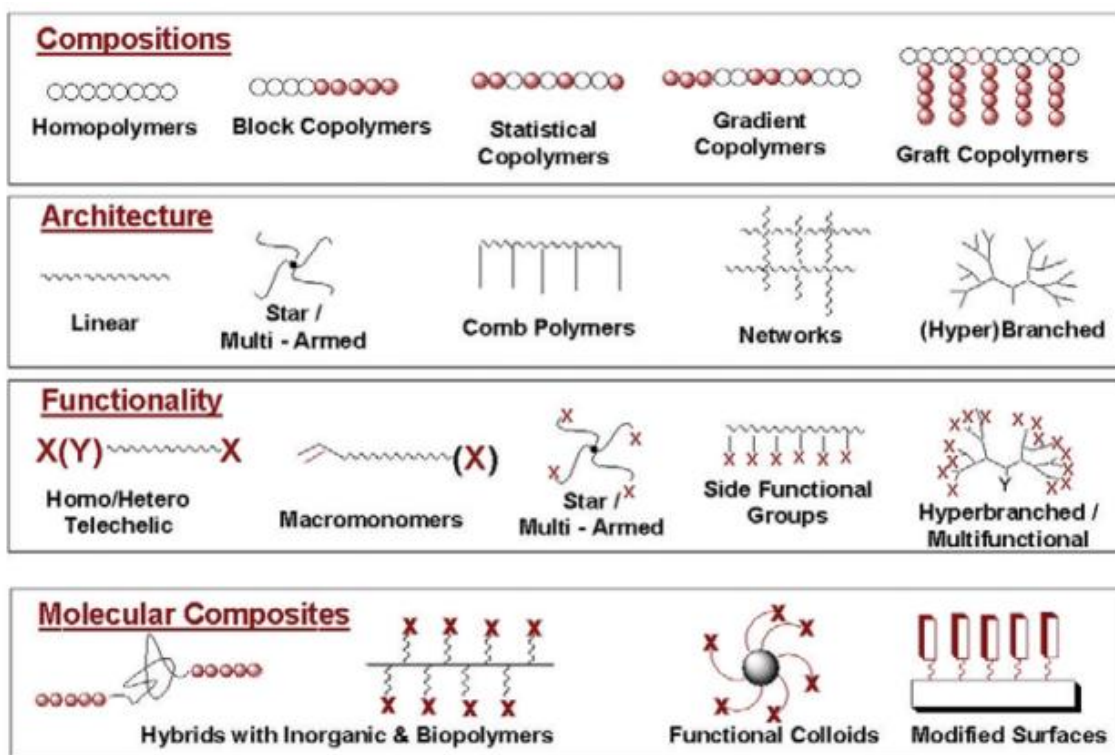 Compositions
Homopolymers
Block Copolymers
Statistical
Copolymers
Gradient
Copolymers
Graft Copolymers
Architecture
Linear
Star /
Multi - Armed
Comb Polymers
Networks
(Hyper)Branched
Functionality
X(Y) X
Homo/Hetero
Telechelic
(X)
Macromonomers
X X X X
Star /
Multi - Armed
X X X X X X
Side Functional
Groups
X X X X X X X X X X X X X
Y
Hyperbranched /
Multifunctional
Molecular Composites
X X X X
X X X X
Hybrids with Inorganic & Biopolymers
X X X X X
Functional Colloids
Modified Surfaces